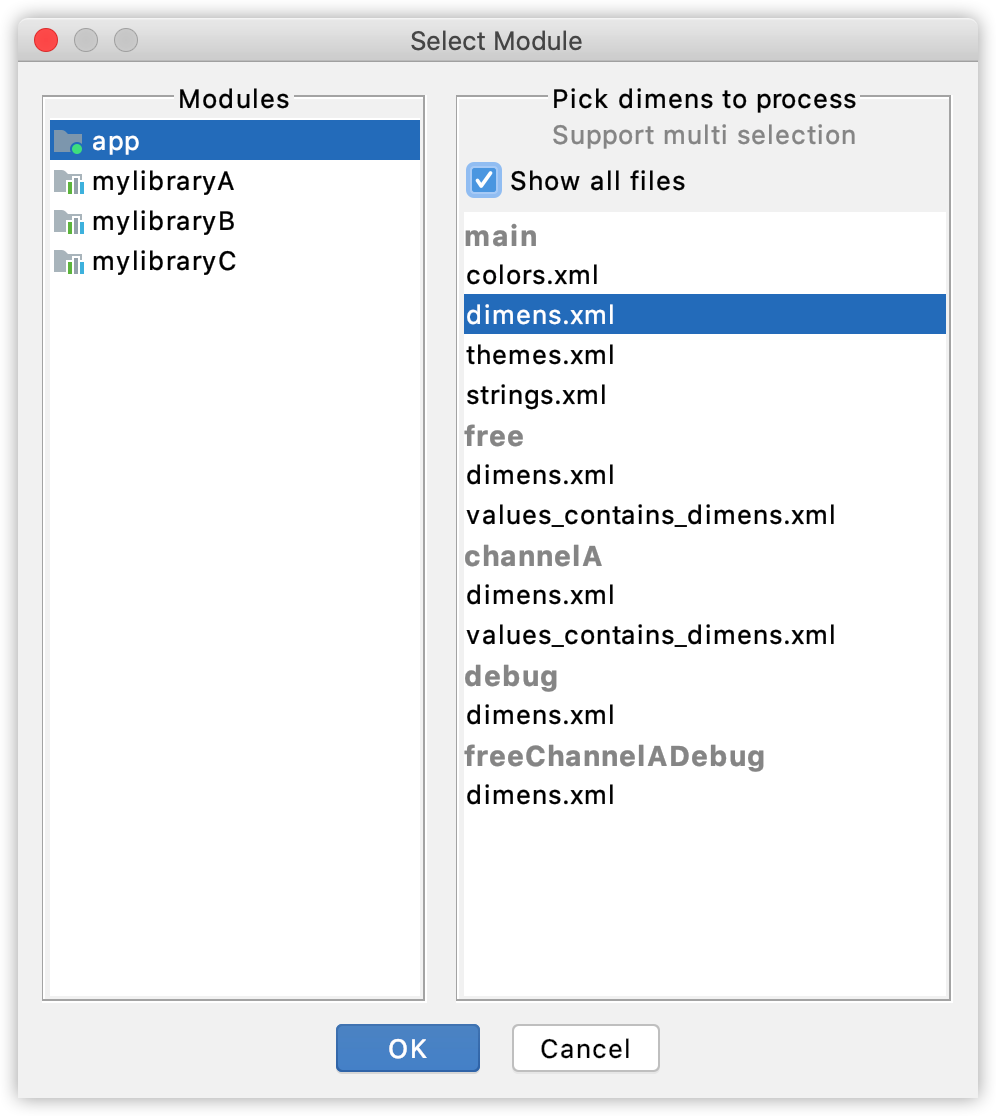 Select Module
Modules
app
mylibraryA
mylibraryB
mylibraryC
Pick dimens to process
Support multi selection
Show all files
main
colors.xml
dimens.xml
themes.xml
strings.xml
free
dimens.xml
values_contains_dimens.xml
channelA
dimens.xml
values_contains_dimens.xml
debug
dimens.xml
freeChannelADebug
dimens.xml
OK
Cancel